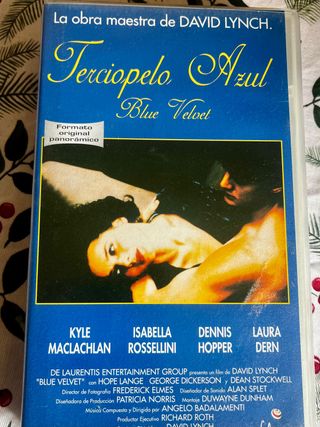 La obra maestra de DAVID LYNCH.
Terciopelo Azul
Blue Velvet
Formato
original
panorámico
KYLE
MACLACHLAN
ISABELLA
ROSSELLINI
DENNIS
HOPPER
LAURA
DERN
DE LAURENTIS ENTERTAINMENT GROUP presenta un film de DAVID LYNCH
"BLUE VELVET" con HOPE LANGE GEORGE DICKERSON y DEAN STOCKWELL
Director de Fotografía FREDERICK ELMES Diseñador de Sonido ALAN SPLET
Diseñadora de Producción PATRICIA NORRIS Montaje DUWAYNE DUNHAM
Música Compuesta y Dirigida por ANGELO BADALAMENTI
Productor Ejecutivo RICHARD ROTH
DAVID LYNCH